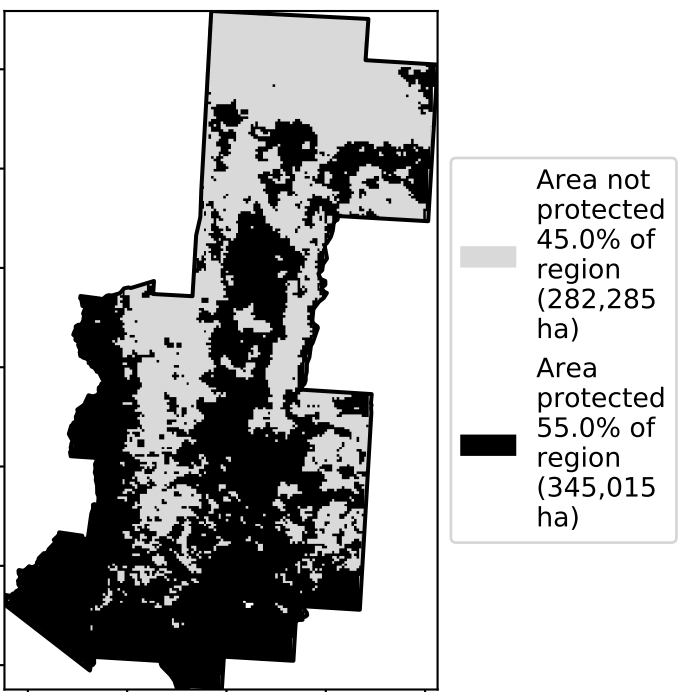 Area not
protected
45.0% of
region
(282,285
ha)
Area
protected
55.0% of
region
(345,015
ha)